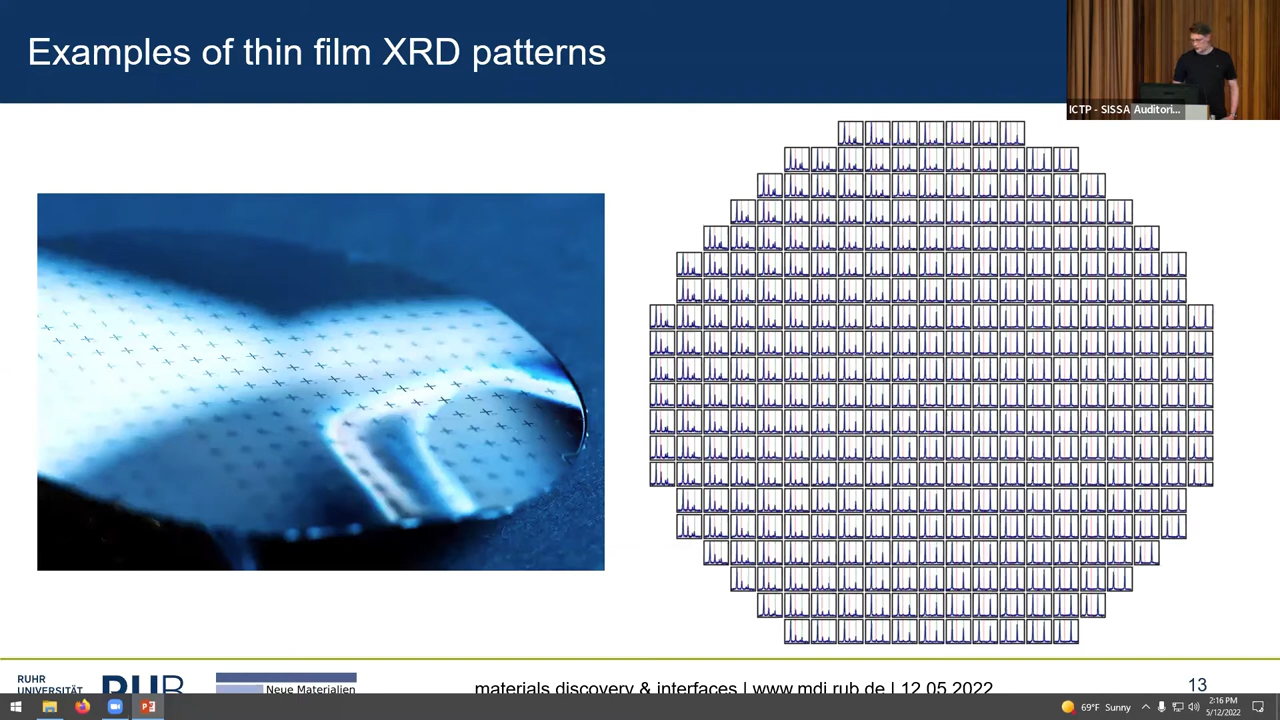 Examples of thin film XRD patterns
ICTP - SISSA Auditori...
RUHR
UNIVERSITÄT
RUB
Neue Materialien
materials discovery & interfaces | www.mdi.rub.de | 12.05.2022
13
69°F Sunny
2:16 PM
5/12/2022